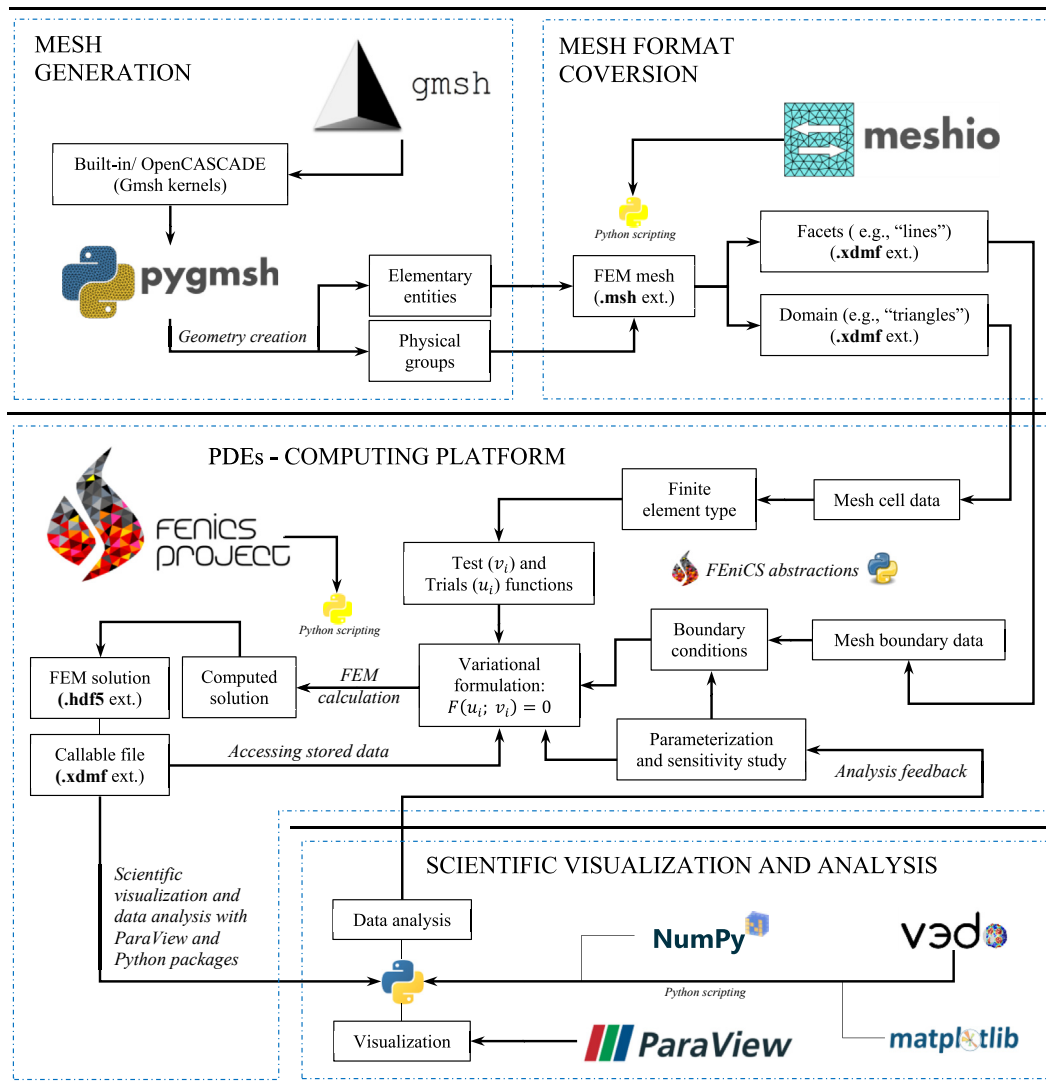 MESH
GENERATION
gmsh
Built-in/ OpenCASCADE
(Gmsh kernels)
pygmsh
Geometry creation
Elementary
entities
Physical
groups
MESH FORMAT
COVERSION
meshio
Python scripting
FEM mesh
(.msh ext.)
Facets ( e.g., “lines”)
(.xdmf ext.)
Domain (e.g., “triangles”)
(.xdmf ext.)
PDEs - COMPUTING PLATFORM
FENICS
PROJECT
Python scripting
Finite
element type
Mesh cell data
Test (𝑣𝑖) and
Trials (𝑢𝑖) functions
FEniCS abstractions
Boundary
conditions
Mesh boundary data
FEM solution
(.hdf5 ext.)
Computed
solution
FEM
calculation
Variational
formulation:
𝐹(𝑢𝑖; 𝑣𝑖) = 0
Callable file
(.xdmf ext.)
Accessing stored data
Parameterization
and sensitivity study
Analysis feedback
Scientific
visualization and
data analysis with
ParaView and
Python packages
SCIENTIFIC VISUALIZATION AND ANALYSIS
Data analysis
NumPy
vedo
Python scripting
Visualization
ParaView
matplotlib